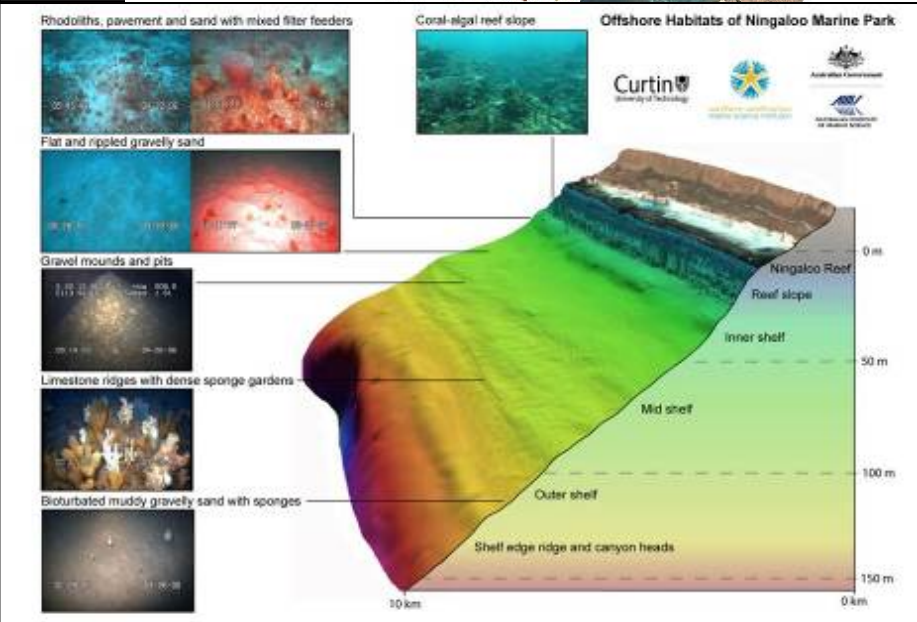 Rhodoliths, pavement and sand with mixed filter feeders
Coral-algal reef slope
Offshore Habitats of Ningaloo Marine Park
Curtin
University of Technology
Australian Government
Flat and rippled gravelly sand
Gravel mounds and pits
Limestone ridges with dense sponge gardens
Bioturbated muddy gravelly sand with sponges
0 m
Ningaloo Reef
Reef slope
Inner shelf
50 m
Mid shelf
100 m
Outer shelf
Shelf edge ridge and canyon heads
150 m
10 km
0 km